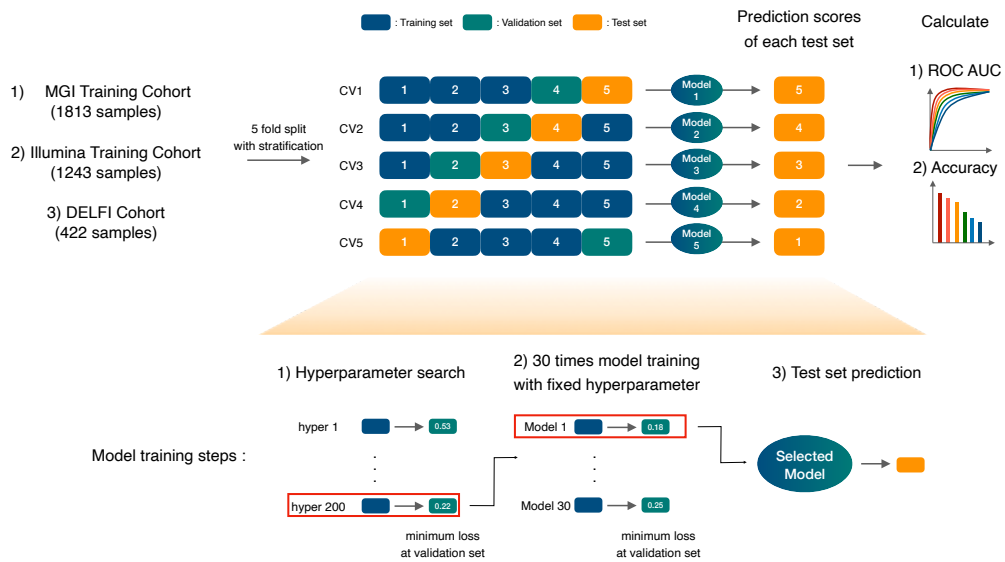 : Training set
: Validation set
: Test set
Prediction scores
of each test set
Calculate
1) MGI Training Cohort
(1813 samples)
2) Illumina Training Cohort
(1243 samples)
3) DELFI Cohort
(422 samples)
5 fold split
with stratification
CV1 1 2 3 4 5 Model 1 5
CV2 1 2 3 4 5 Model 2 4
CV3 1 2 3 4 5 Model 3 3
CV4 1 2 3 4 5 Model 4 2
CV5 1 2 3 4 5 Model 5 1
1) ROC AUC
2) Accuracy
Model training steps :
1) Hyperparameter search
hyper 1 0.53
. . .
hyper 200 0.22
minimum loss
at validation set
2) 30 times model training
with fixed hyperparameter
Model 1 0.18
. . .
Model 30 0.25
minimum loss
at validation set
3) Test set prediction
Selected
Model